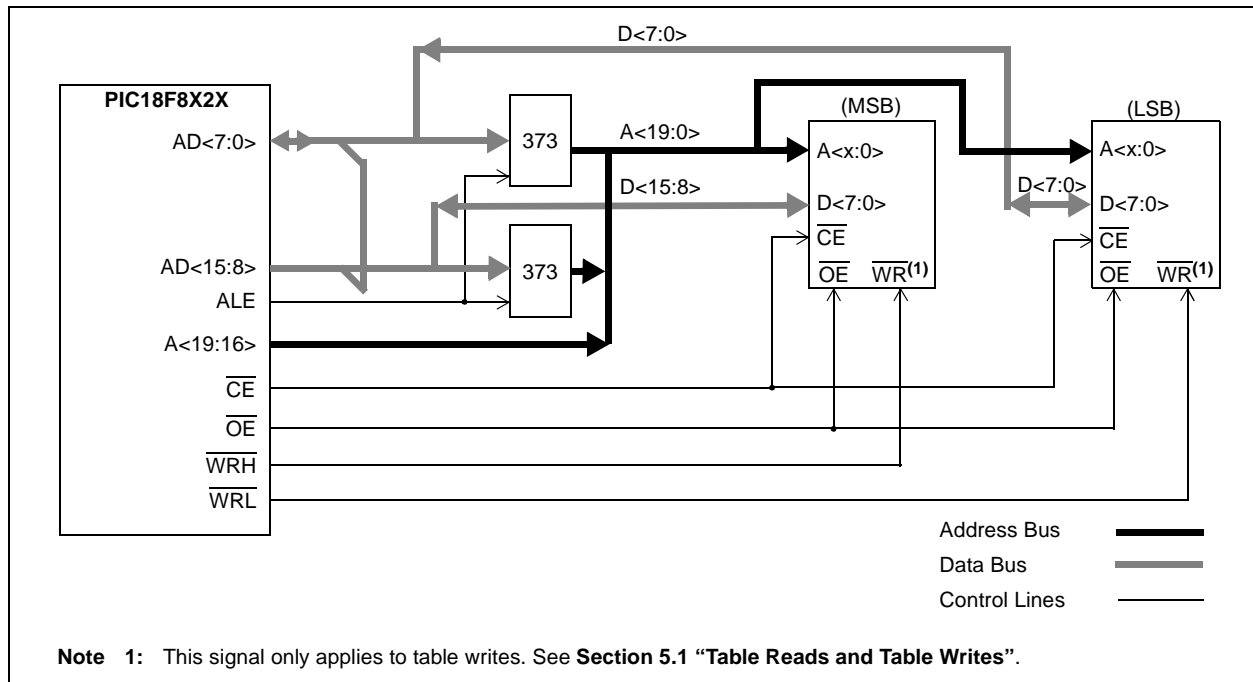 D<7:0>
PIC18F8X2X
AD<7:0>
373
A<19:0>
(MSB)
A<x:0>
(LSB)
A<x:0>
D<15:8>
D<7:0>
D<7:0>
D<7:0>
CE
CE
AD<15:8>
373
OE WR(1)
OE WR(1)
ALE
A<19:16>
CE
OE
WRH
WRL
Address Bus
Data Bus
Control Lines
Note 1: This signal only applies to table writes. See Section 5.1 “Table Reads and Table Writes”.